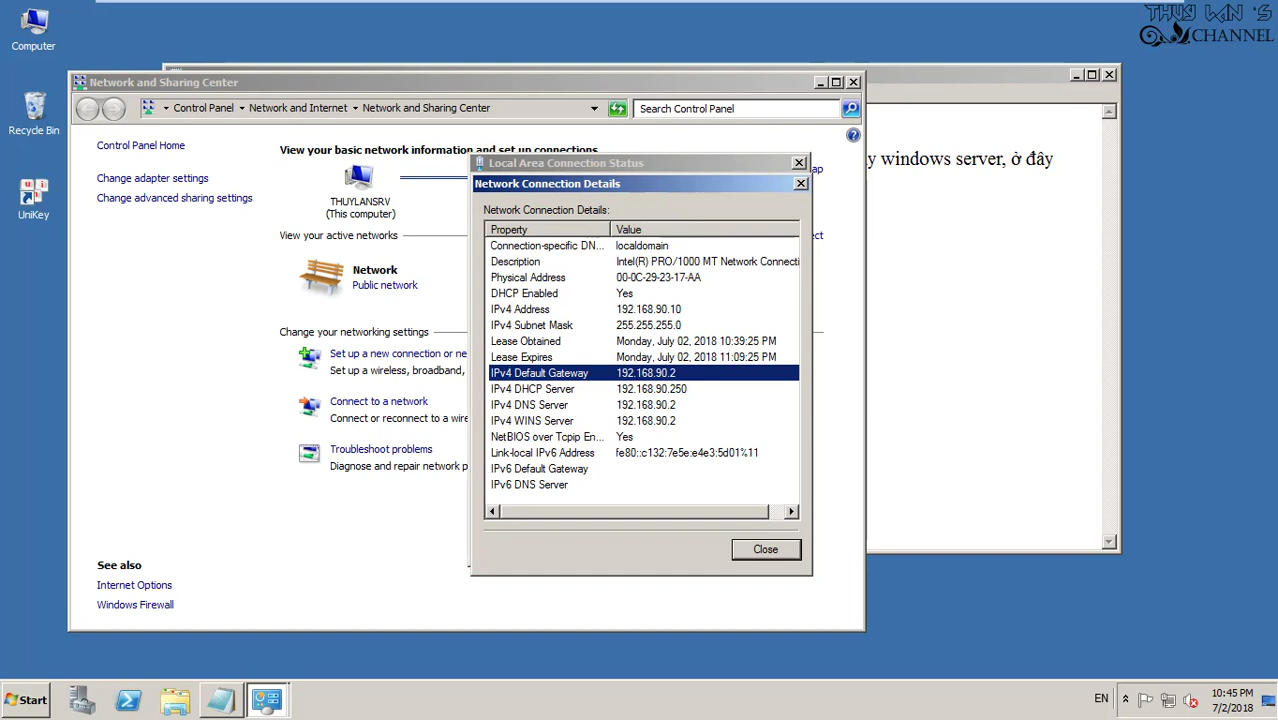 Computer
THUY WIN 'S
CHANNEL
Recycle Bin
UniKey
Network and Sharing Center
Control Panel
Network and Internet
Network and Sharing Center
Search Control Panel
Control Panel Home
Change adapter settings
Change advanced sharing settings
View your basic network information and set up connections
THUYLANSRV
(This computer)
View your active networks
Network
Public network
Change your networking settings
Set up a new connection or ne
Set up a wireless, broadband,
Connect to a network
Connect or reconnect to a wire
Troubleshoot problems
Diagnose and repair network p
See also
Internet Options
Windows Firewall
windows server, ở đây
Local Area Connection Status
Network Connection Details
Network Connection Details:
Property Value
Connection-specific DN... localdomain
Description Intel(R) PRO/1000 MT Network Connecti
Physical Address 00-0C-29-23-17-AA
DHCP Enabled Yes
IPv4 Address 192.168.90.10
IPv4 Subnet Mask 255.255.255.0
Lease Obtained Monday, July 02, 2018 10:39:25 PM
Lease Expires Monday, July 02, 2018 11:09:25 PM
IPv4 Default Gateway 192.168.90.2
IPv4 DHCP Server 192.168.90.250
IPv4 DNS Server 192.168.90.2
IPv4 WINS Server 192.168.90.2
NetBIOS over Tcpip En... Yes
Link-local IPv6 Address fe80::c132:7e5e:e4e3:5d01%11
IPv6 Default Gateway
IPv6 DNS Server
Close
Start
EN
10:45 PM
7/2/2018